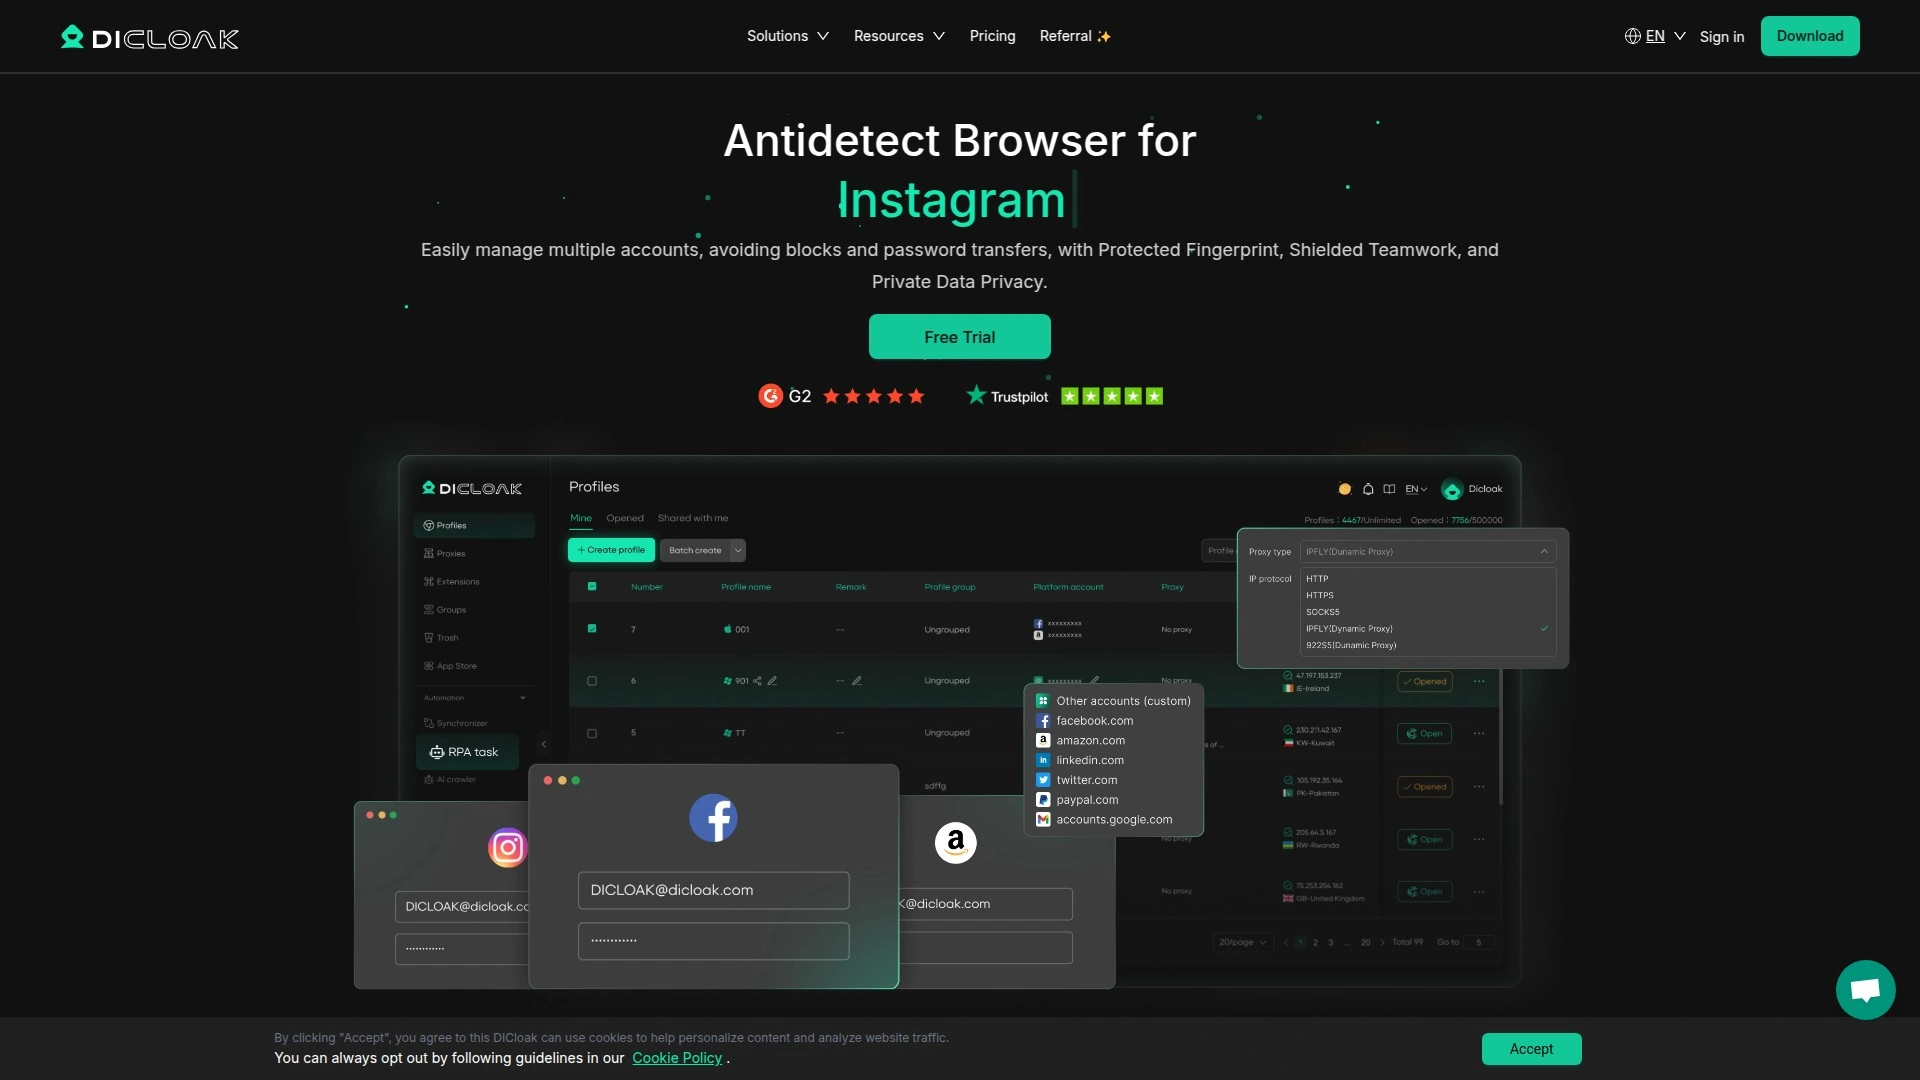 DICLOAK
Solutions
Resources
Pricing
Referral
EN
Sign in
Download
Antidetect Browser for
Instagram
Easily manage multiple accounts, avoiding blocks and password transfers, with Protected Fingerprint, Shielded Teamwork, and
Private Data Privacy.
Free Trial
G2
Trustpilot
DICLOAK
Profiles
Proxies
Extensions
Groups
Trash
App Store
Automation
Synchronizer
RPA task
AI crawler
Profiles
EN
Dicloak
Mine Opened Shared with me
Profiles : 4467/Unlimited Opened : 7756/500000
+ Create profile
Batch create
Profile
Number Profile name Remark Profile group Platform account Proxy
7 001 -- Ungrouped xxxxxxxxx No proxy
xxxxxxxxx
6 901 -- Ungrouped xxxxxxxxx No proxy 47.197.153.237 Opened
IE-Ireland
5 TT -- Ungrouped s of ... 230.211.42.167 Open
KW-Kuwait
sdffg 105.192.35.164 Opened
PK-Pakistan
No proxy 205.64.5.167 Open
RW-Rwanda
No proxy 75.253.254.162 Open
GB-United Kingdom
20/page 1 2 3 ... 20 Total 99 Go to 5
Proxy type IPFLY(Dunamic Proxy)
IP protocol HTTP
HTTPS
SOCKS5
IPFLY(Dynamic Proxy)
922S5(Dunamic Proxy)
Other accounts (custom)
facebook.com
amazon.com
linkedin.com
twitter.com
paypal.com
accounts.google.com
DICLOAK@dicloak.co
DICLOAK@dicloak.com
K@dicloak.com
By clicking "Accept", you agree to this DICloak can use cookies to help personalize content and analyze website traffic.
You can always opt out by following guidelines in our Cookie Policy .
Accept